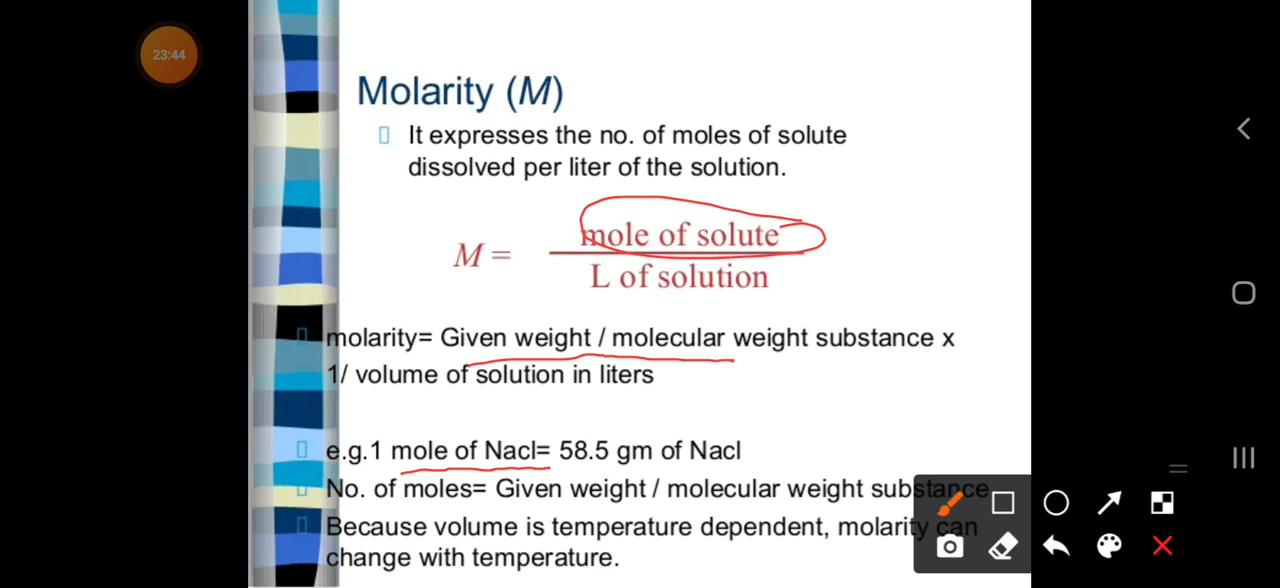 23:44
Molarity (M)
It expresses the no. of moles of solute
dissolved per liter of the solution.
mole of solute
M =
L of solution
molarity= Given weight / molecular weight substance x
1/ volume of solution in liters
e.g.1 mole of Nacl= 58.5 gm of Nacl
No. of moles= Given weight / molecular weight substance
Because volume is temperature dependent, molarity can
change with temperature.